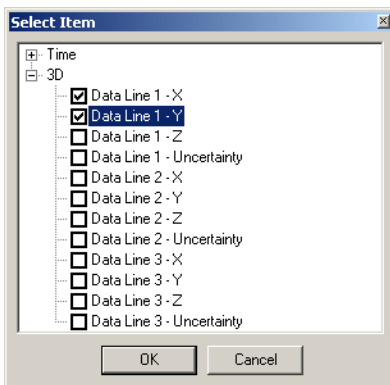 Select Item
Time
3D
Data Line 1 - X
Data Line 1 - Y
Data Line 1 - Z
Data Line 1 - Uncertainty
Data Line 2 - X
Data Line 2 - Y
Data Line 2 - Z
Data Line 2 - Uncertainty
Data Line 3 - X
Data Line 3 - Y
Data Line 3 - Z
Data Line 3 - Uncertainty
OK Cancel